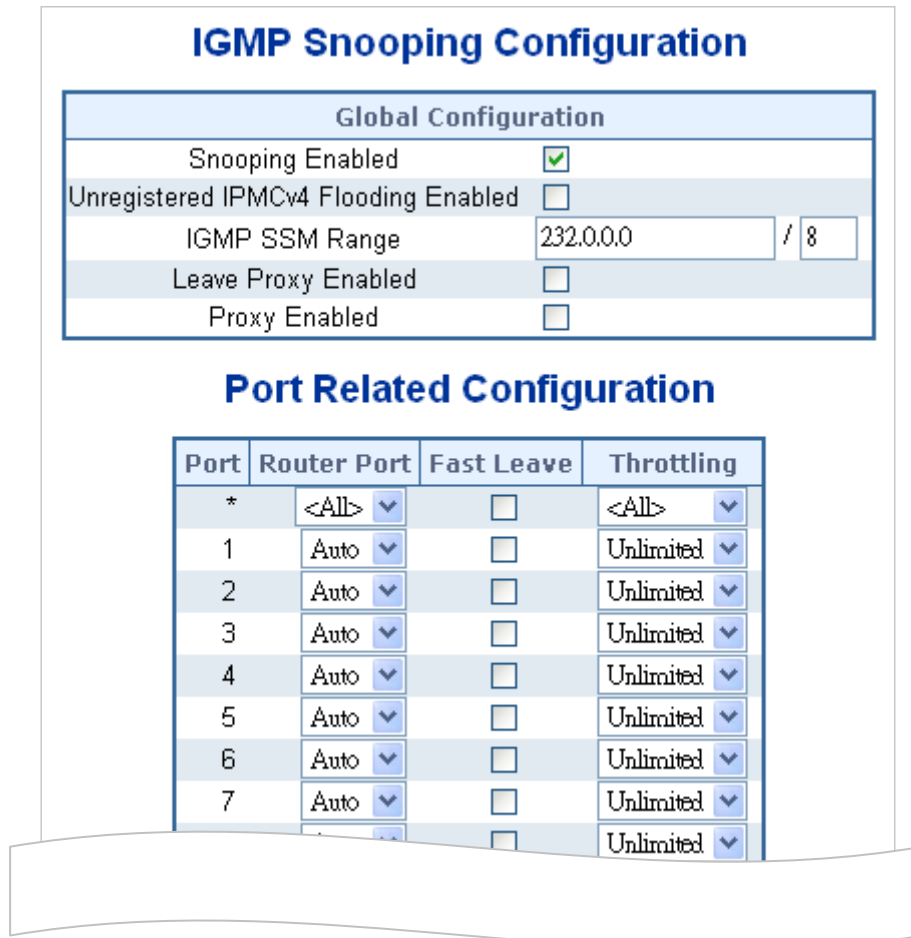 IGMP Snooping Configuration
Global Configuration
Snooping Enabled
Unregistered IPMCv4 Flooding Enabled
IGMP SSM Range 232.0.0.0 / 8
Leave Proxy Enabled
Proxy Enabled
Port Related Configuration
Port Router Port Fast Leave Throttling
* <All> <All>
1 Auto Unlimited
2 Auto Unlimited
3 Auto Unlimited
4 Auto Unlimited
5 Auto Unlimited
6 Auto Unlimited
7 Auto Unlimited
Unlimited